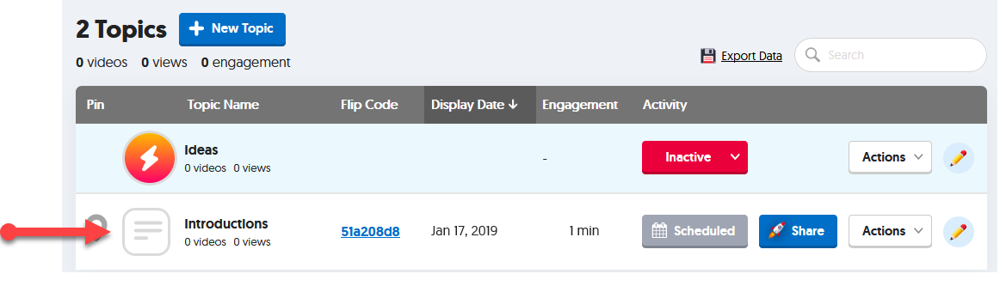 2 Topics
New Topic
0 videos 0 views 0 engagement
Export Data
Search
Pin Topic Name Flip Code Display Date Engagement Activity
Ideas
0 videos 0 views
-
Inactive
Actions
Introductions
0 videos 0 views
51a208d8
Jan 17, 2019
1 min
Scheduled
Share
Actions